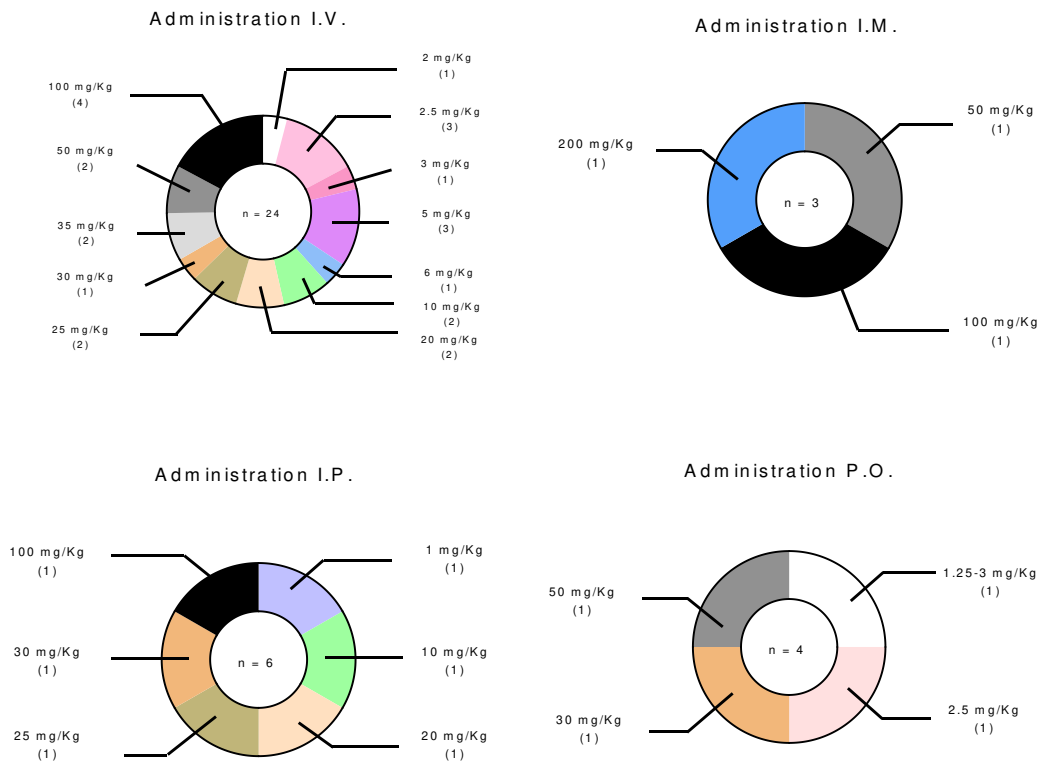 Administration I.V.
2 mg/Kg
(1)
100 mg/Kg
(4)
2.5 mg/Kg
(3)
50 mg/Kg
(2)
3 mg/Kg
(1)
n = 24
5 mg/Kg
(3)
35 mg/Kg
(2)
30 mg/Kg
(1)
6 mg/Kg
(1)
10 mg/Kg
(2)
25 mg/Kg
(2)
20 mg/Kg
(2)
Administration I.M.
50 mg/Kg
(1)
200 mg/Kg
(1)
n = 3
100 mg/Kg
(1)
Administration I.P.
100 mg/Kg
(1)
1 mg/Kg
(1)
30 mg/Kg
(1)
n = 6
10 mg/Kg
(1)
25 mg/Kg
(1)
20 mg/Kg
(1)
Administration P.O.
1.25-3 mg/Kg
(1)
50 mg/Kg
(1)
n = 4
30 mg/Kg
(1)
2.5 mg/Kg
(1)